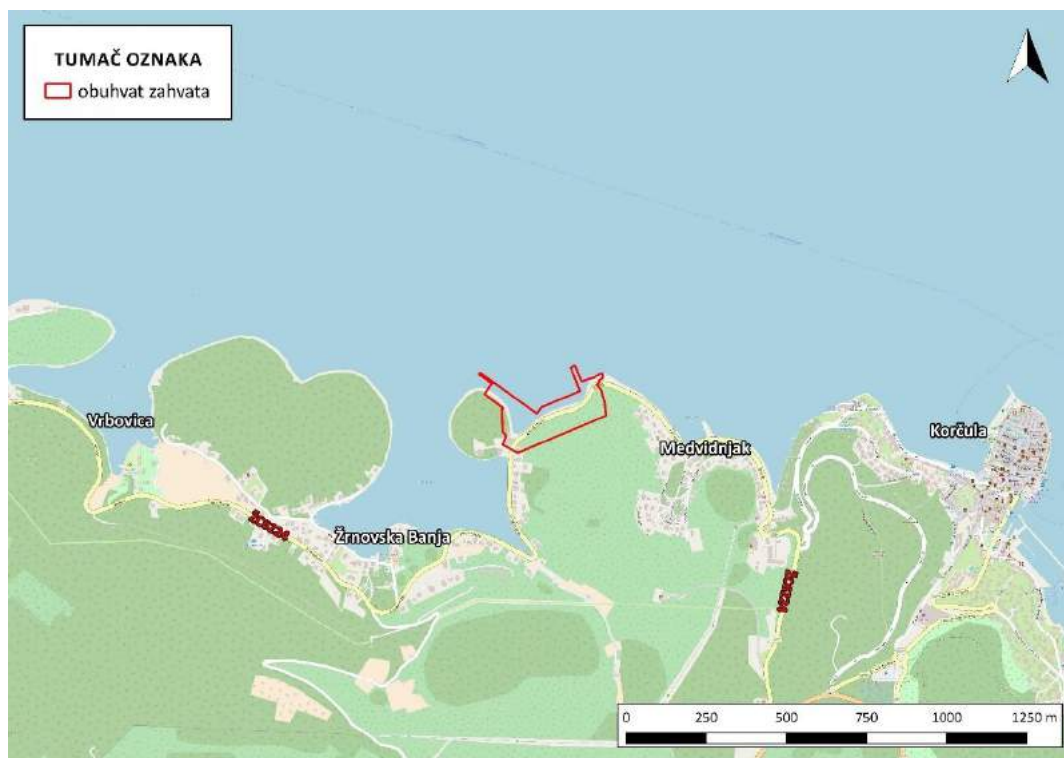 TUMAČ OZNAKA
obuhvat zahvata
Vrbovica
Korčula
Medvidnjak
Žrnovska Banja
0 250 500 750 1000 1250 m